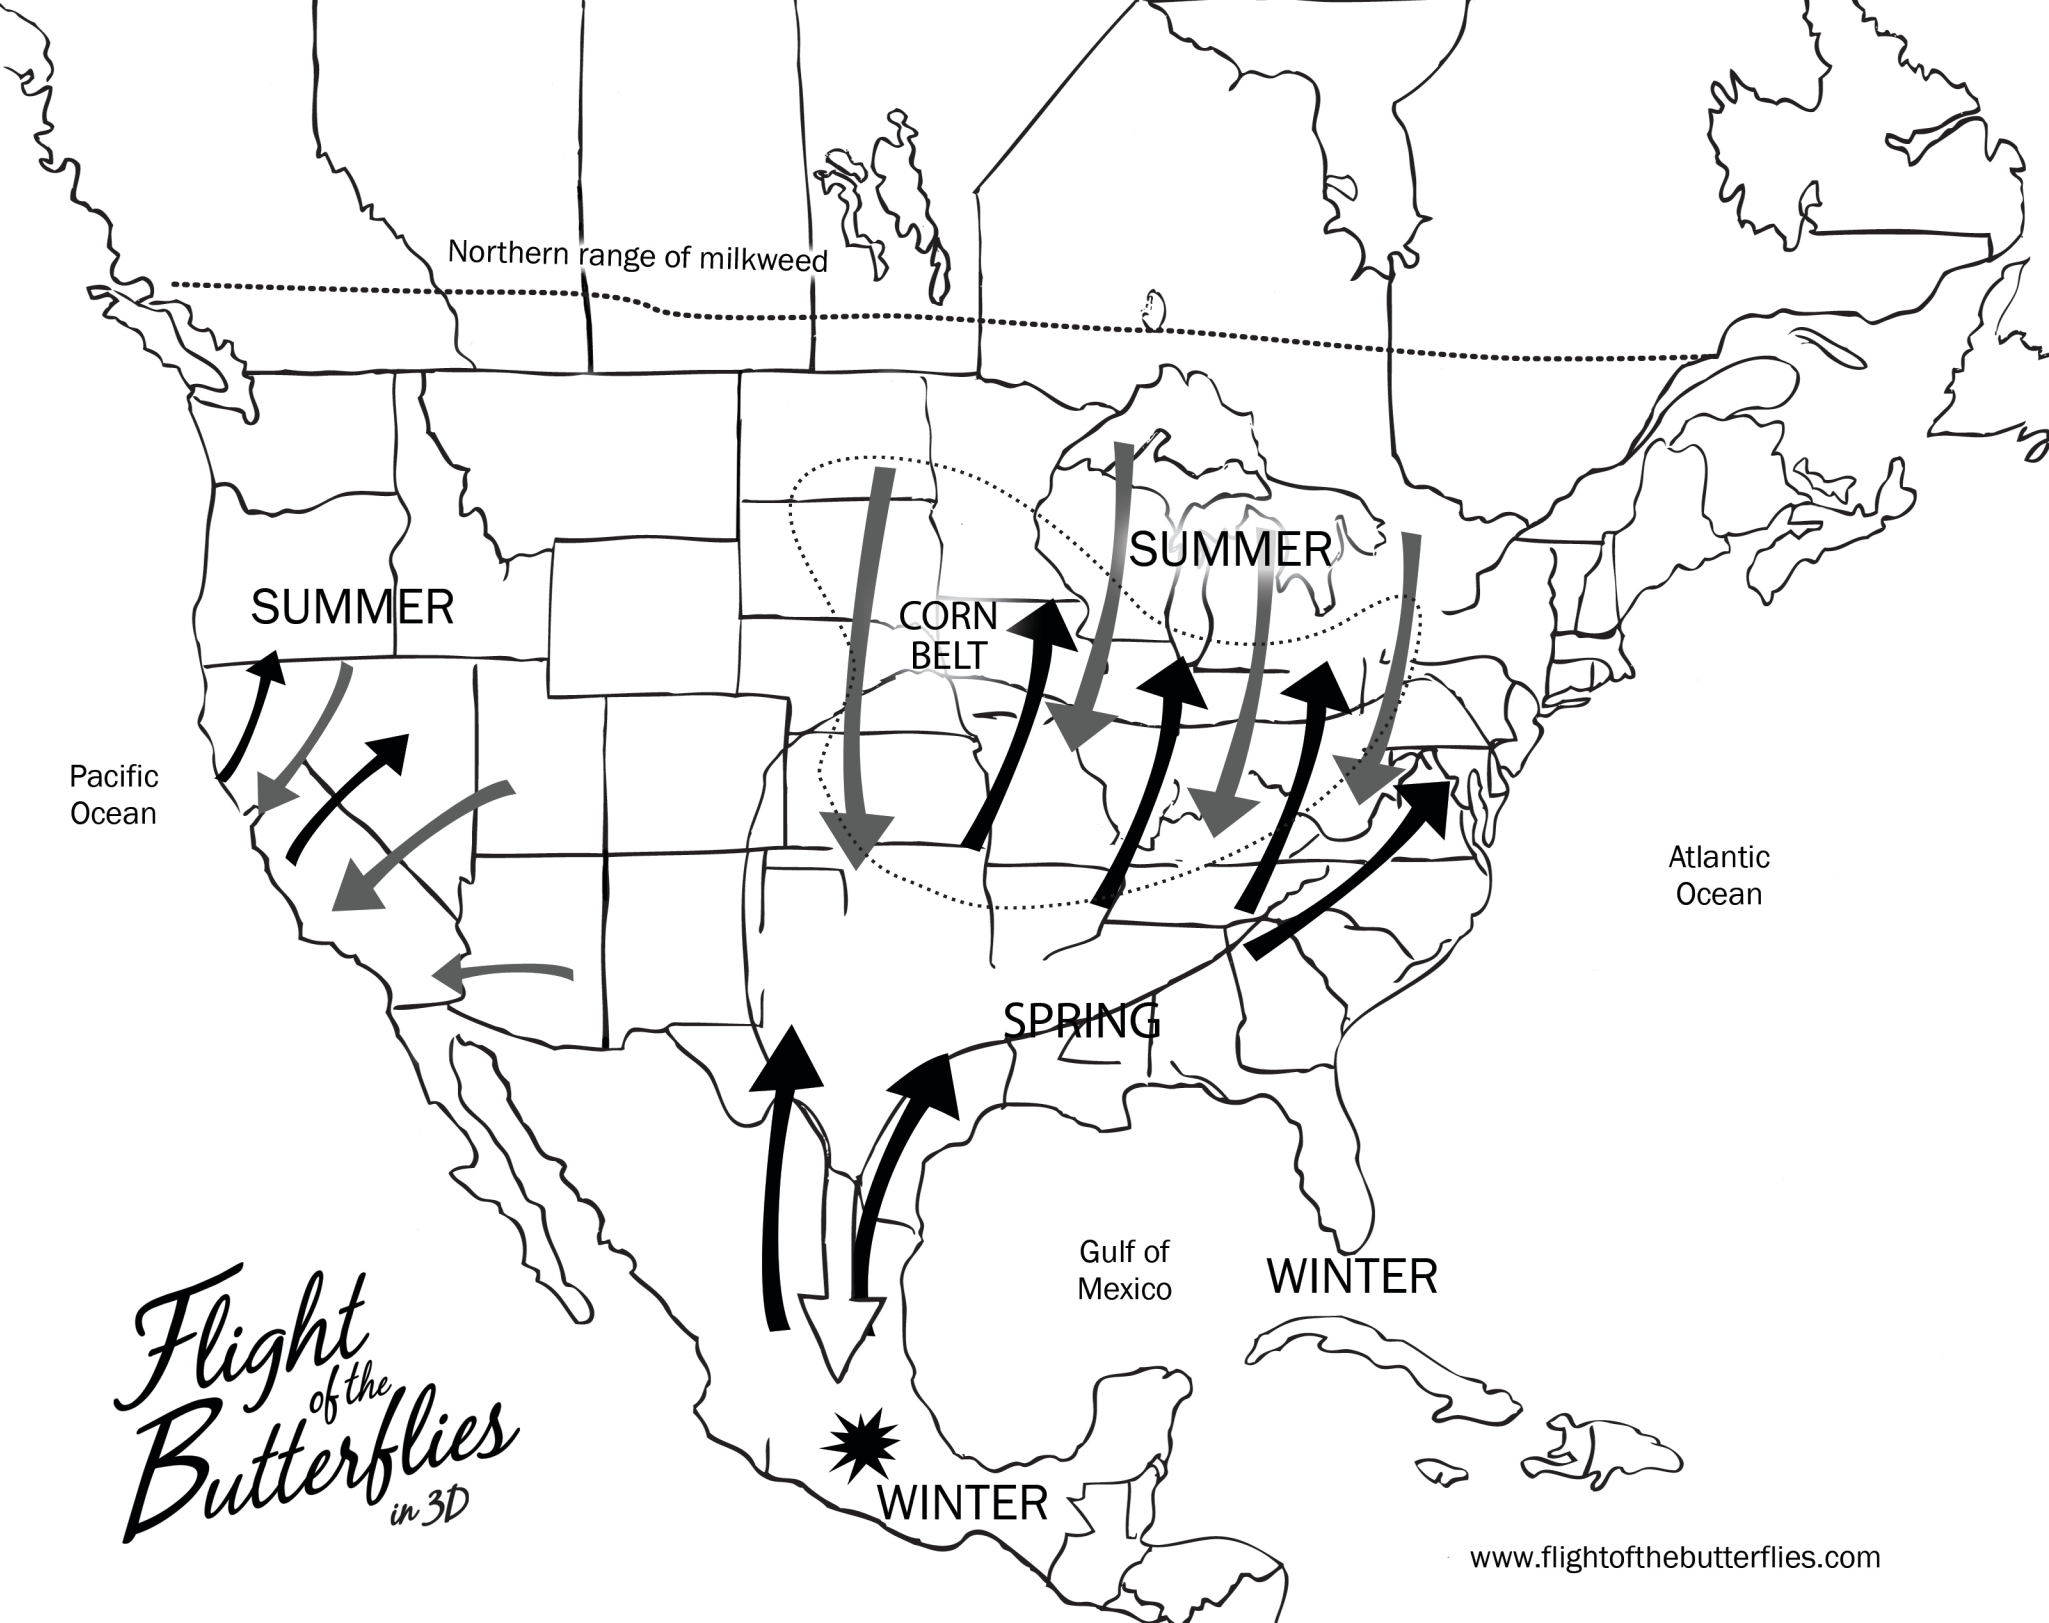 Northern range of milkweed
SUMMER
SUMMER
CORN
BELT
Pacific
Ocean
Atlantic
Ocean
SPRING
Gulf of
Mexico
WINTER
Flight
of the
Butterflies
in 3D
WINTER
www.flightofthebutterflies.com